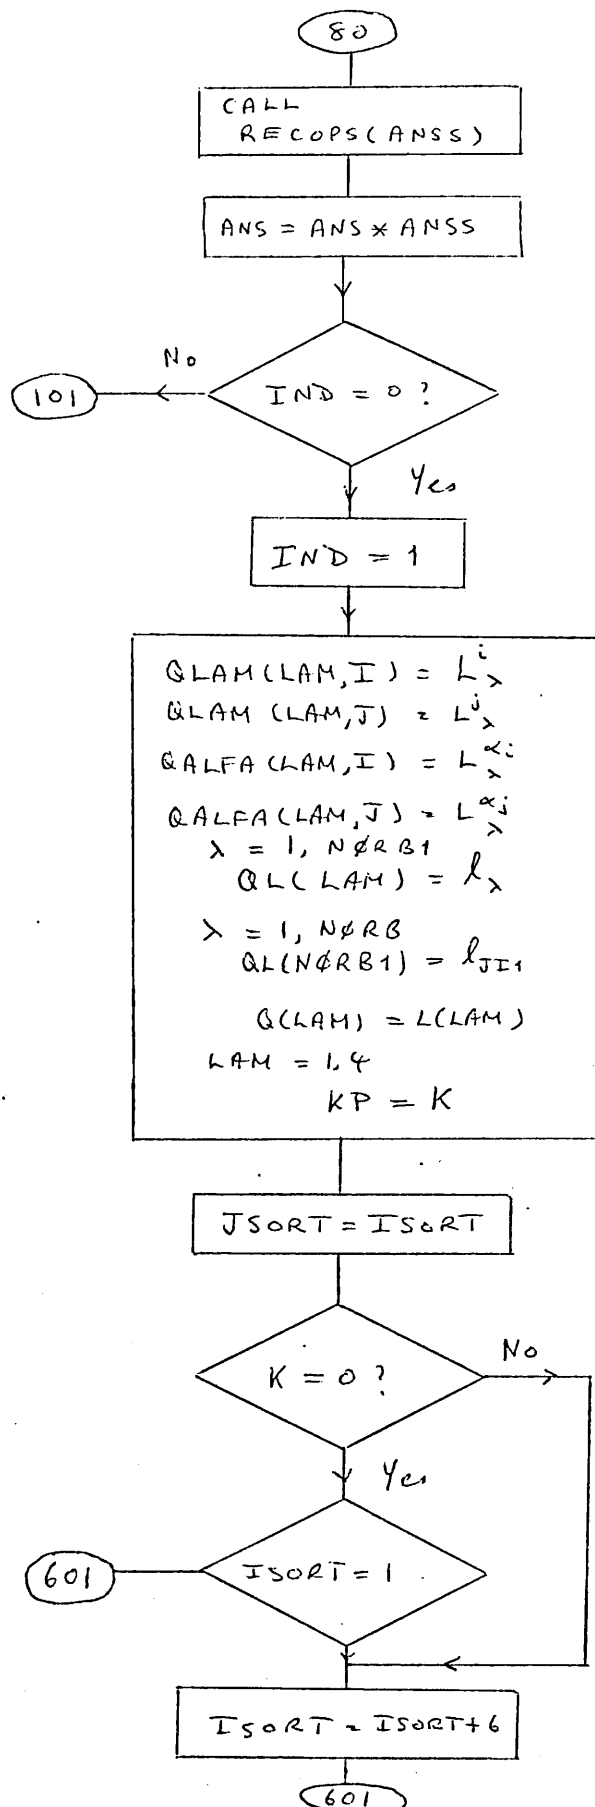 80
CALL
RECOPS(ANSS)
ANS = ANS * ANSS
IND = 0 ?
No
101
Yes
IND = 1
QLAM(LAM, I) = L^i_λ
QLAM (LAM, J) = L^j_λ
QALFA (LAM, I) = L^αi_λ
QALFA(LAM, J) = L^αj_λ
λ = 1, NØRB1
QL( LAM) = l_λ
λ = 1, NØRB
QL(NØRB1) = l_JI1
Q(LAM) = L(LAM)
LAM = 1,4
KP = K
JSORT = ISORT
K = 0 ?
No
Yes
ISORT = 1
601
ISORT = ISORT+6
601